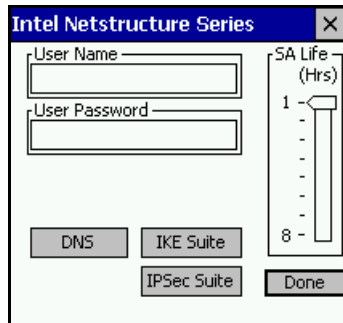 Intel Netstructure Series
User Name
User Password
SA Life
(Hrs)
1
8
DNS
IKE Suite
IPSec Suite
Done